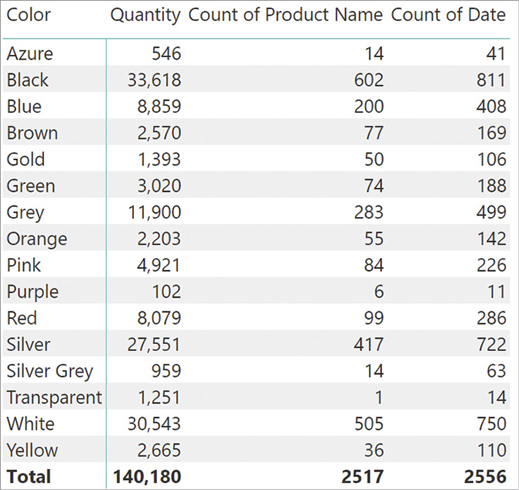 Color Quantity Count of Product Name Count of Date
Azure 546 14 41
Black 33,618 602 811
Blue 8,859 200 408
Brown 2,570 77 169
Gold 1,393 50 106
Green 3,020 74 188
Grey 11,900 283 499
Orange 2,203 55 142
Pink 4,921 84 226
Purple 102 6 11
Red 8,079 99 286
Silver 27,551 417 722
Silver Grey 959 14 63
Transparent 1,251 1 14
White 30,543 505 750
Yellow 2,665 36 110
Total 140,180 2517 2556